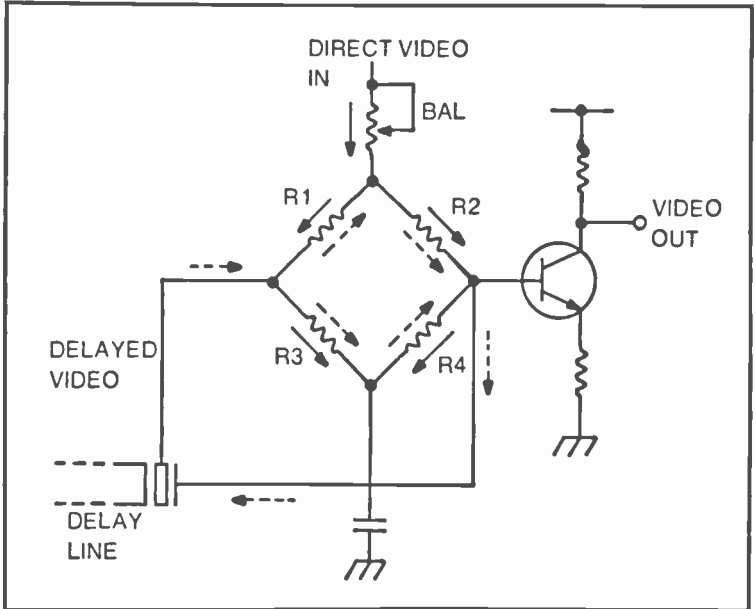 DIRECT VIDEO
IN
BAL
R1
R2
VIDEO
OUT
DELAYED
VIDEO
R3
R4
DELAY
LINE